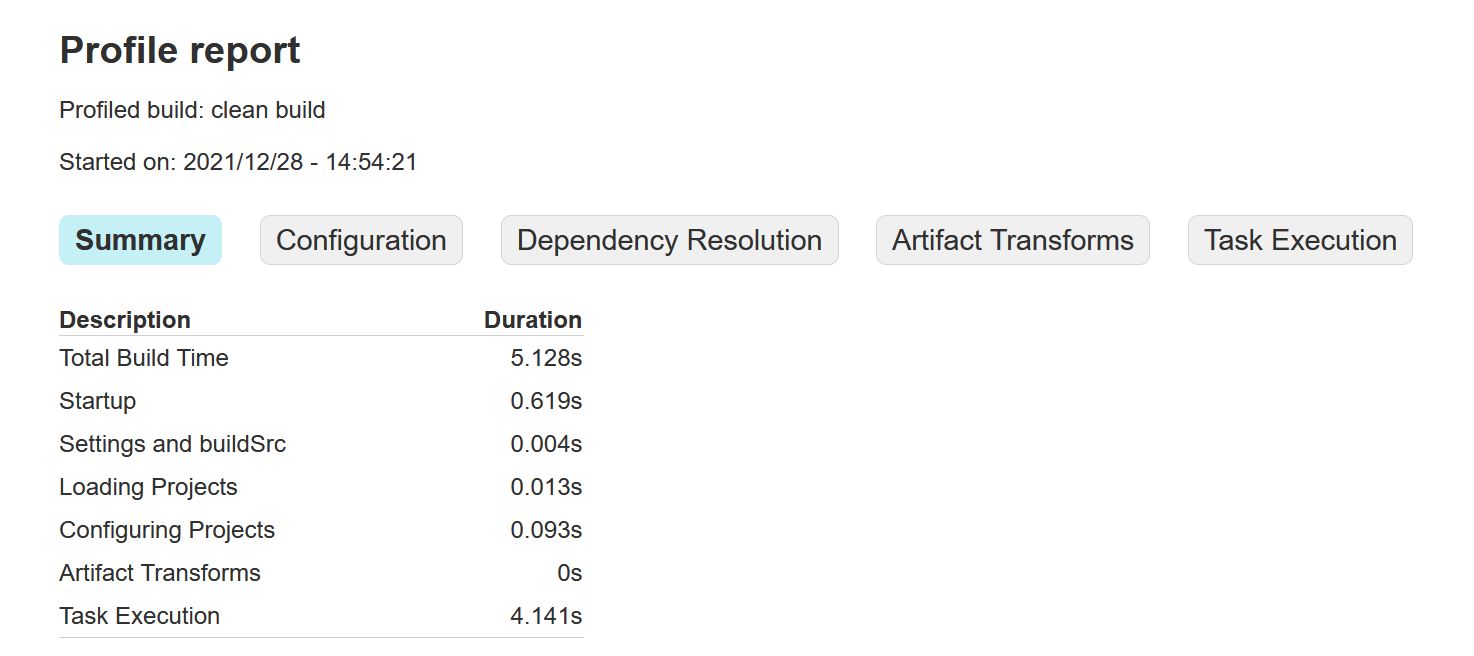 Profile report
Profiled build: clean build
Started on: 2021/12/28 - 14:54:21
Summary Configuration Dependency Resolution Artifact Transforms Task Execution
Description Duration
Total Build Time 5.128s
Startup 0.619s
Settings and buildSrc 0.004s
Loading Projects 0.013s
Configuring Projects 0.093s
Artifact Transforms 0s
Task Execution 4.141s